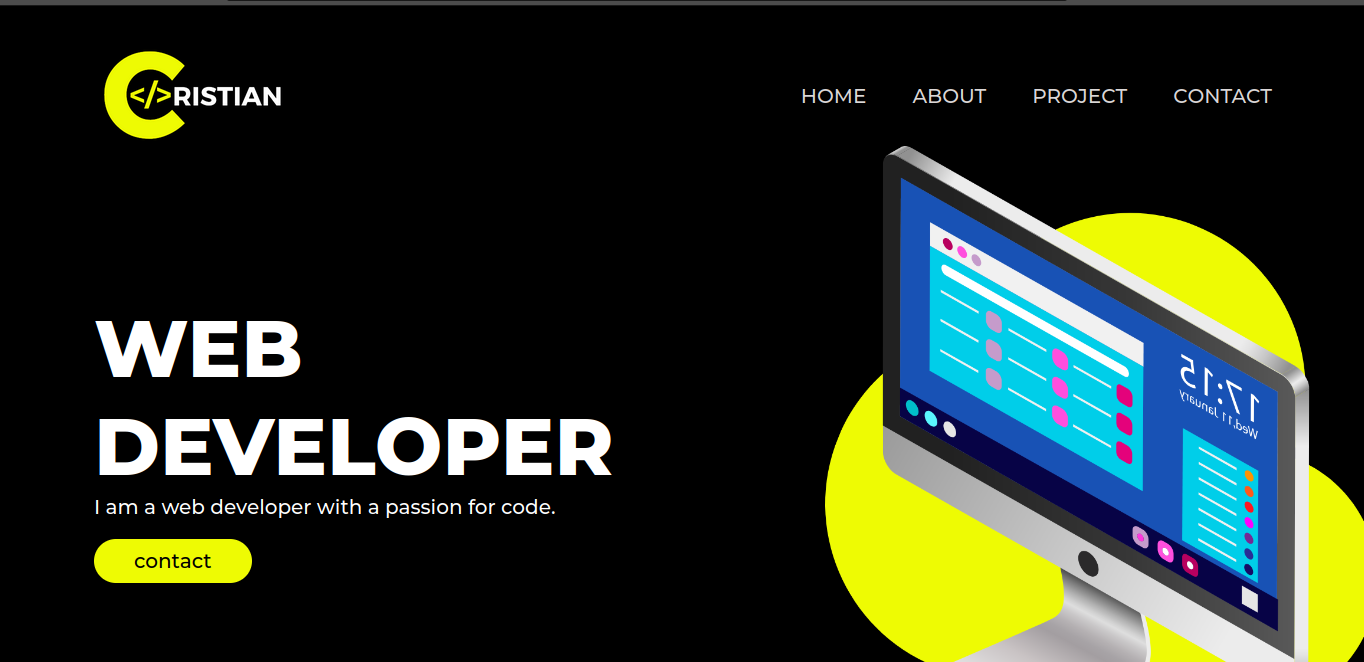 C</>RISTIAN
HOME ABOUT PROJECT CONTACT
17:15
Wed,11 January
WEB
DEVELOPER
I am a web developer with a passion for code.
contact